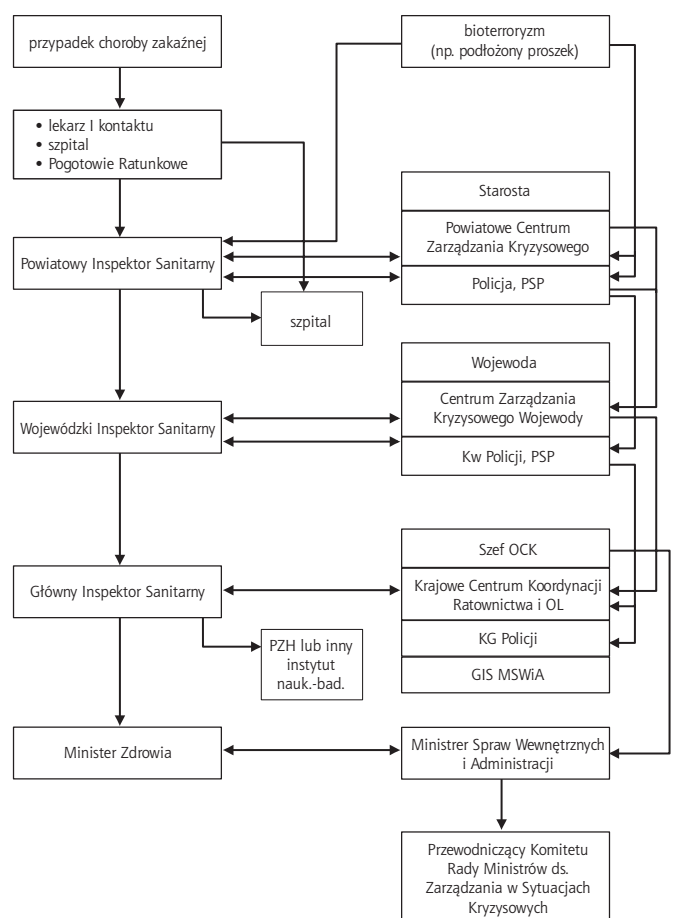 przypadek choroby zakaźnej
bioterroryzm
(np. podłożony proszek)
• lekarz I kontaktu
• szpital
• Pogotowie Ratunkowe
Starosta
Powiatowe Centrum
Zarządzania Kryzysowego
Powiatowy Inspektor Sanitarny
Policja, PSP
szpital
Wojewoda
Centrum Zarządzania
Kryzysowego Wojewody
Wojewódzki Inspektor Sanitarny
Kw Policji, PSP
Szef OCK
Główny Inspektor Sanitarny
Krajowe Centrum Koordynacji
Ratownictwa i OL
KG Policji
PZH lub inny
instytut
nauk.-bad.
GIS MSWiA
Minister Zdrowia
Ministrer Spraw Wewnętrznych
i Administracji
Przewodniczący Komitetu
Rady Ministrów ds.
Zarządzania w Sytuacjach
Kryzysowych